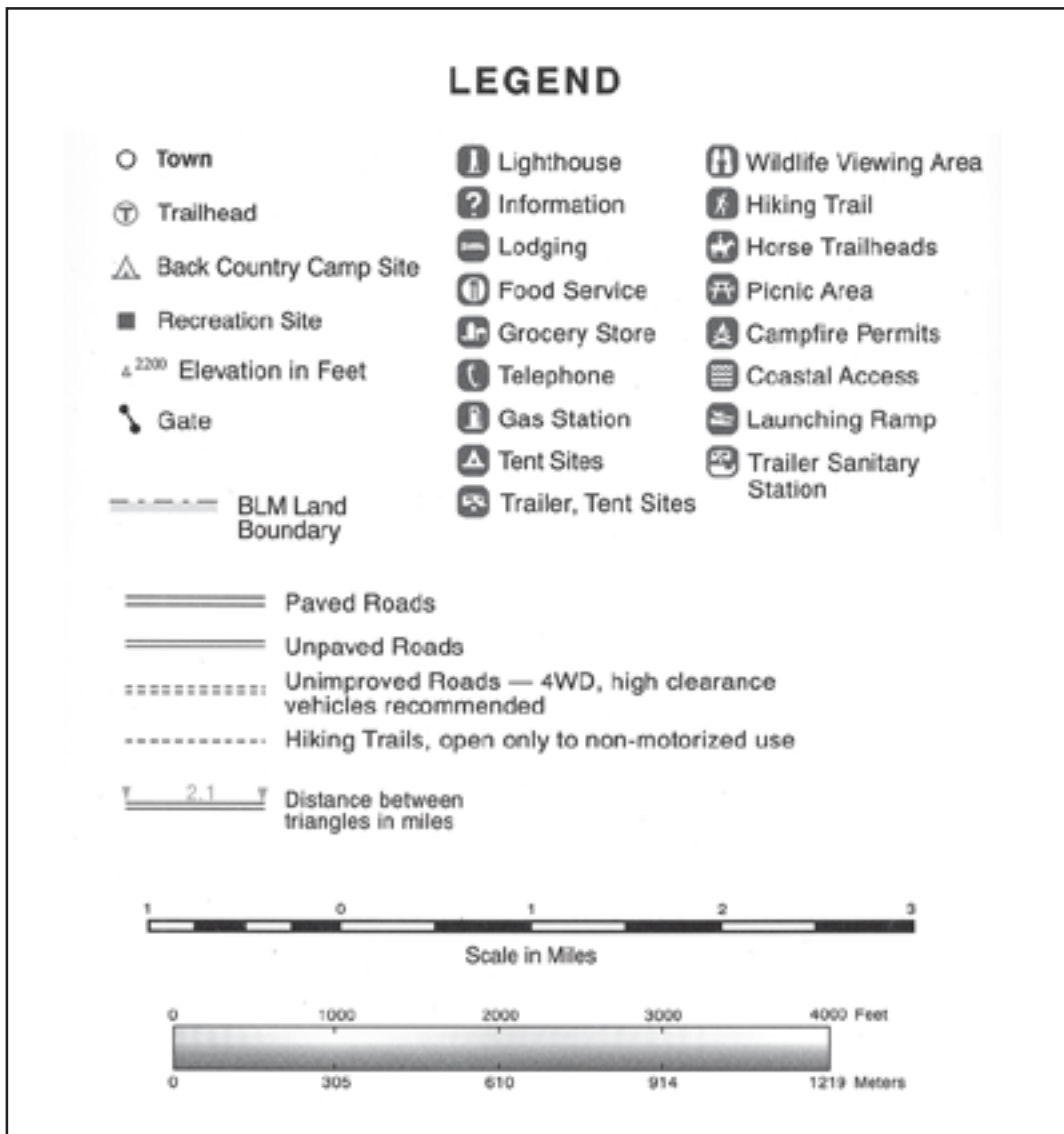 LEGEND
Town
T Trailhead
Back Country Camp Site
Recreation Site
2200 Elevation in Feet
Gate
BLM Land
Boundary
Lighthouse
? Information
Lodging
Food Service
Grocery Store
Telephone
Gas Station
Tent Sites
Trailer, Tent Sites
Wildlife Viewing Area
Hiking Trail
Horse Trailheads
Picnic Area
Campfire Permits
Coastal Access
Launching Ramp
Trailer Sanitary
Station
Paved Roads
Unpaved Roads
Unimproved Roads — 4WD, high clearance
vehicles recommended
Hiking Trails, open only to non-motorized use
2.1 Distance between
triangles in miles
1 0 1 2 3
Scale in Miles
0 1000 2000 3000 4000 Feet
0 305 610 914 1219 Meters